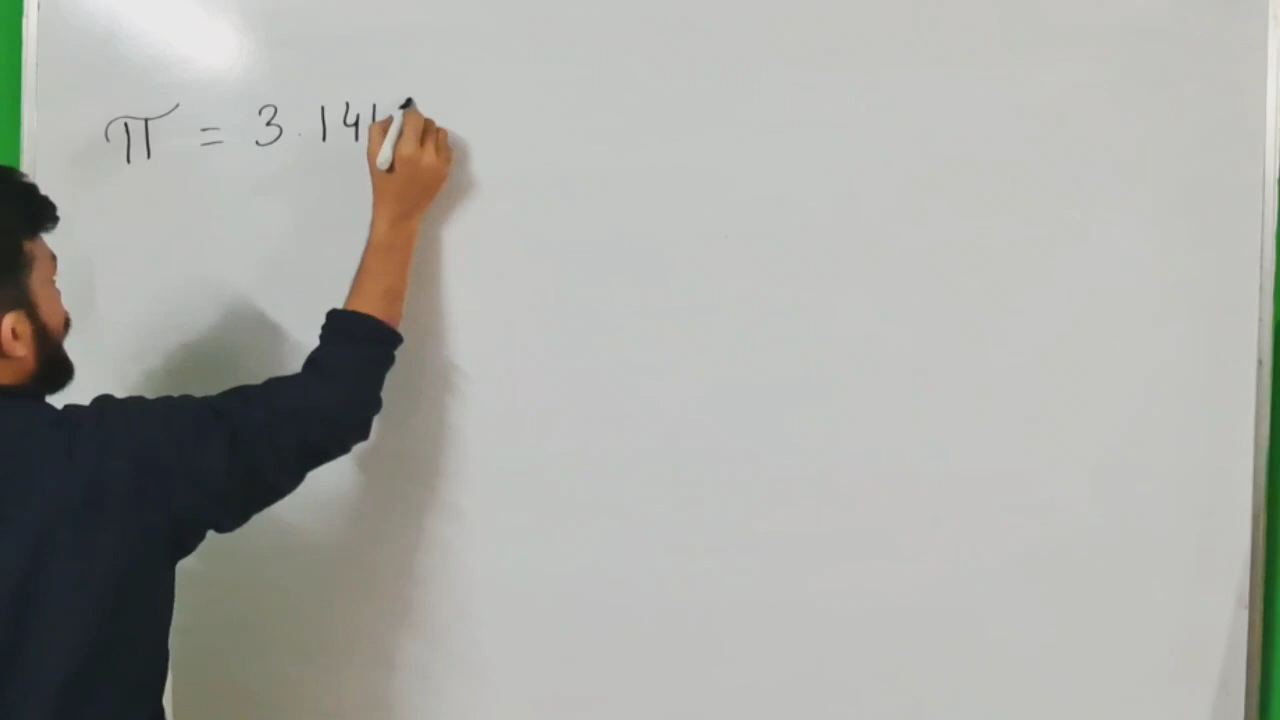 π = 3.141